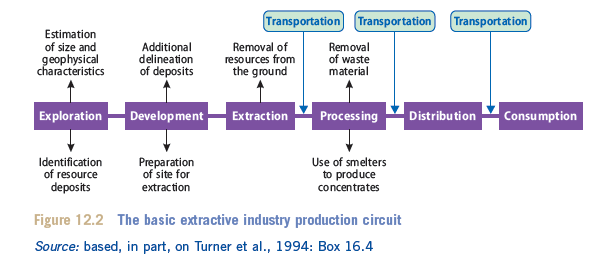 Transportation
Transportation
Transportation
Estimation
of size and
geophysical
characteristics
Additional
delineation
of deposits
Removal of
resources from
the ground
Removal
of waste
material
Exploration
Development
Extraction
Processing
Distribution
Consumption
Identification
of resource
deposits
Preparation
of site for
extraction
Use of smelters
to produce
concentrates
Figure 12.2 The basic extractive industry production circuit
Source: based, in part, on Turner et al., 1994: Box 16.4